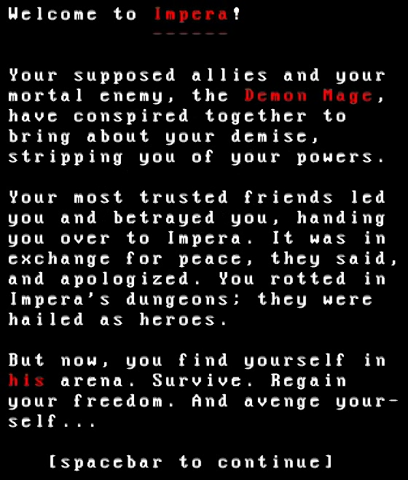 Welcome to Impera!
------
Your supposed allies and your
mortal enemy, the Demon Mage,
have conspired together to
bring about your demise,
stripping you of your powers.
Your most trusted friends led
you and betrayed you, handing
you over to Impera. It was in
exchange for peace, they said,
and apologized. You rotted in
Impera's dungeons; they were
hailed as heroes.
But now, you find yourself in
his arena. Survive. Regain
your freedom. And avenge your-
self...
[spacebar to continue]